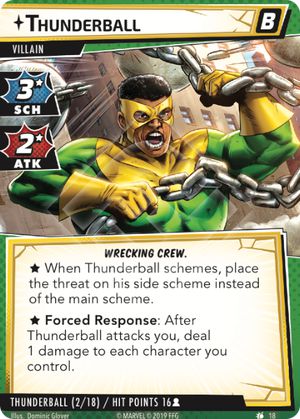 THUNDERBALL
B
VILLAIN
3★
SCH
2★
ATK
WRECKING CREW.
★ When Thunderball schemes, place
the threat on his side scheme instead
of the main scheme.
★ Forced Response: After
Thunderball attacks you, deal
1 damage to each character you
control.
THUNDERBALL (2/18) / HIT POINTS 16
Illus. Dominic Glover © MARVEL © 2019 FFG 18